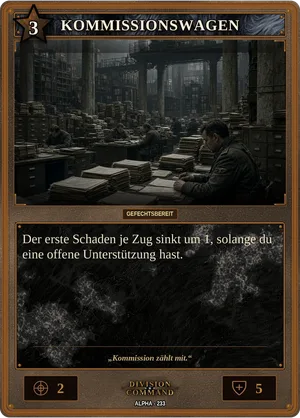 3
KOMMISSIONSWAGEN
GEFECHTSBEREIT
Der erste Schaden je Zug sinkt um 1, solange du
eine offene Unterstützung hast.
„Kommission zählt mit.“
2
DIVISION
COMMAND
ALPHA · 233
5